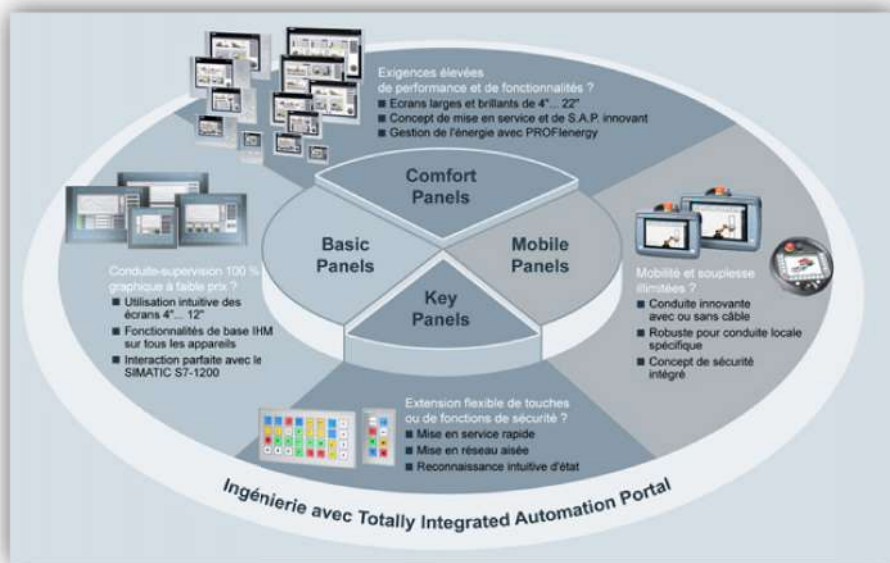 Exigences élevées
de performance et de fonctionnalités ?
■ Ecrans larges et brillants de 4"... 22"
■ Concept de mise en service et de S.A.P. innovant
■ Gestion de l'énergie avec PROFIenergy
Comfort
Panels
Basic
Panels
Mobile
Panels
Key
Panels
Conduite-supervision 100 %
graphique à faible prix ?
■ Utilisation intuitive des
écrans 4"... 12"
■ Fonctionnalités de base IHM
sur tous les appareils
■ Interaction parfaite avec le
SIMATIC S7-1200
Mobilité et souplesse
illimitées ?
■ Conduite innovante
avec ou sans câble
■ Robuste pour conduite locale
spécifique
■ Concept de sécurité
intégré
Extension flexible de touches
ou de fonctions de sécurité ?
■ Mise en service rapide
■ Mise en réseau aisée
■ Reconnaissance intuitive d'état
Ingénierie avec Totally Integrated Automation Portal